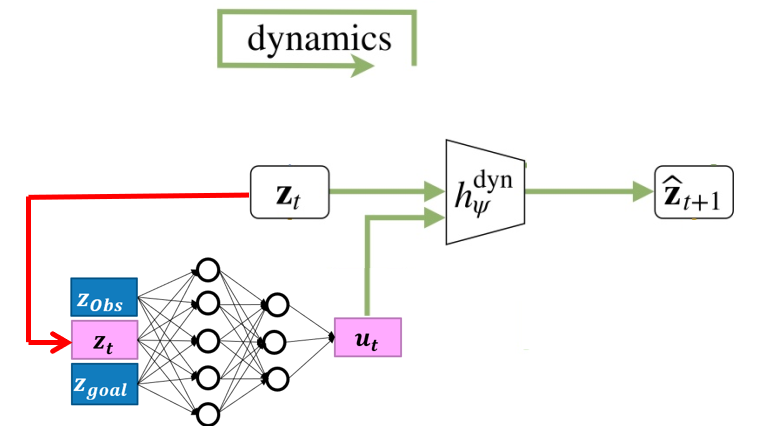 dynamics
z_t
h_ψ^dyn
ẑ_{t+1}
z_Obs
z_t
z_goal
u_t